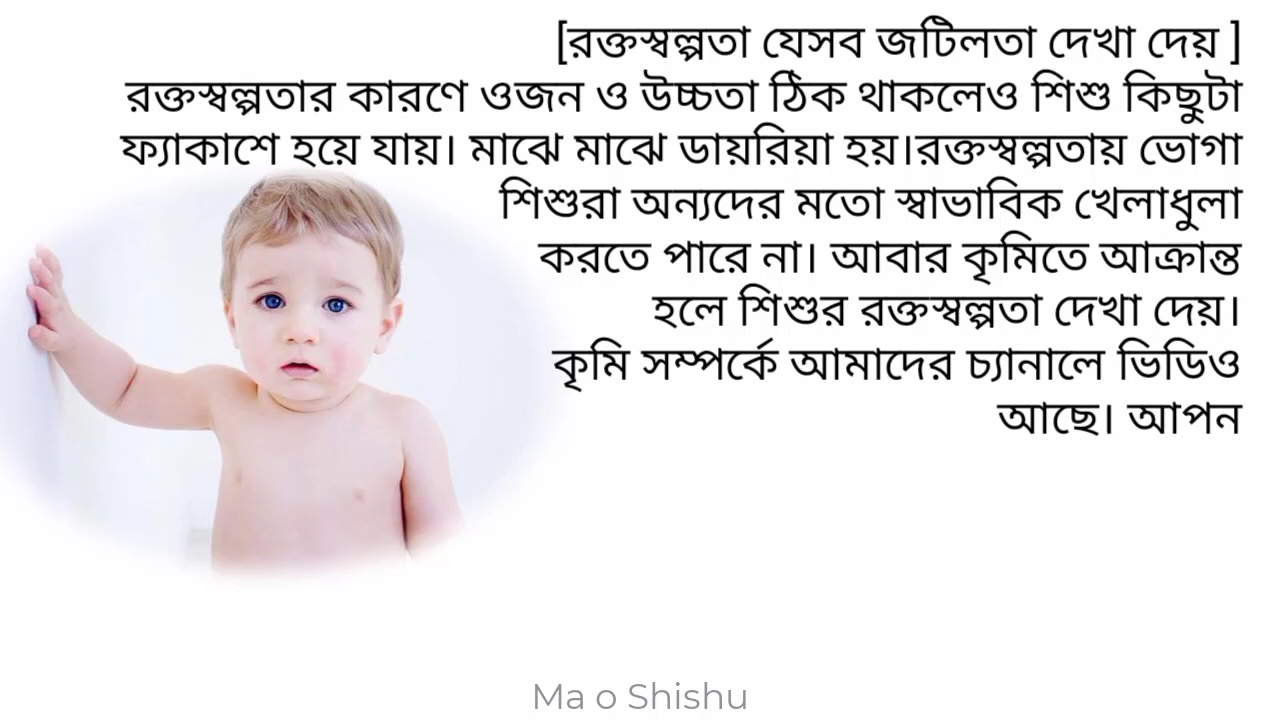 [রক্তস্বল্পতা যেসব জটিলতা দেখা দেয় ]
রক্তস্বল্পতার কারণে ওজন ও উচ্চতা ঠিক থাকলেও শিশু কিছুটা
ফ্যাকাশে হয়ে যায়। মাঝে মাঝে ডায়রিয়া হয়।রক্তস্বল্পতায় ভোগা
শিশুরা অন্যদের মতো স্বাভাবিক খেলাধুলা
করতে পারে না। আবার কৃমিতে আক্রান্ত
হলে শিশুর রক্তস্বল্পতা দেখা দেয়।
কৃমি সম্পর্কে আমাদের চ্যানালে ভিডিও
আছে। আপন
Ma o Shishu